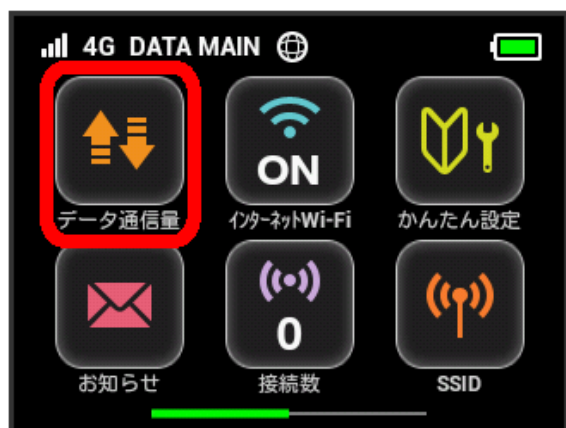 4G DATA MAIN
ON
データ通信量 インターネットWi-Fi かんたん設定
0
お知らせ 接続数 SSID